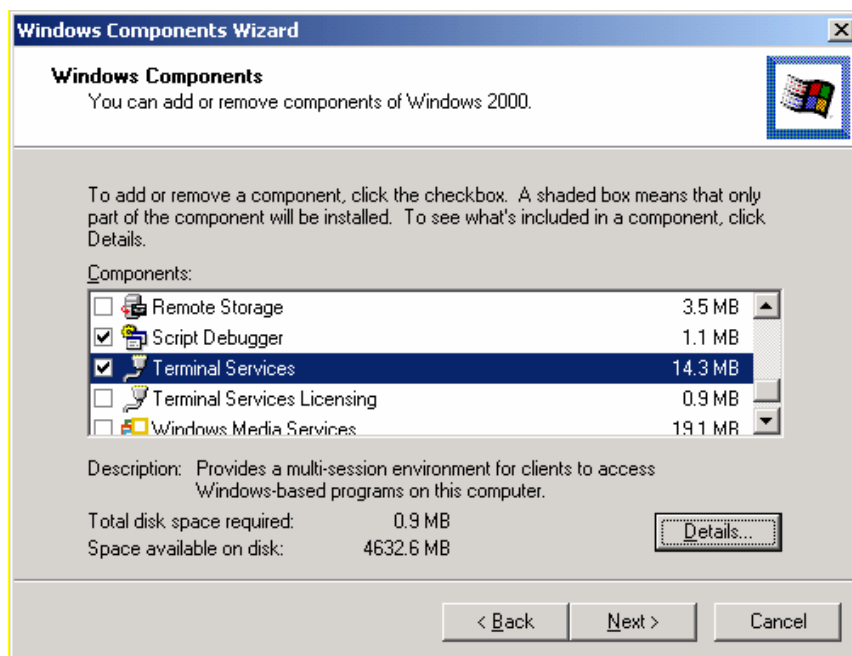 Windows Components Wizard
Windows Components
You can add or remove components of Windows 2000.
To add or remove a component, click the checkbox. A shaded box means that only
part of the component will be installed. To see what's included in a component, click
Details.
Components:
Remote Storage 3.5 MB
Script Debugger 1.1 MB
Terminal Services 14.3 MB
Terminal Services Licensing 0.9 MB
Windows Media Services 19.1 MB
Description: Provides a multi-session environment for clients to access
Windows-based programs on this computer.
Total disk space required: 0.9 MB
Space available on disk: 4632.6 MB
Details...
< Back Next > Cancel